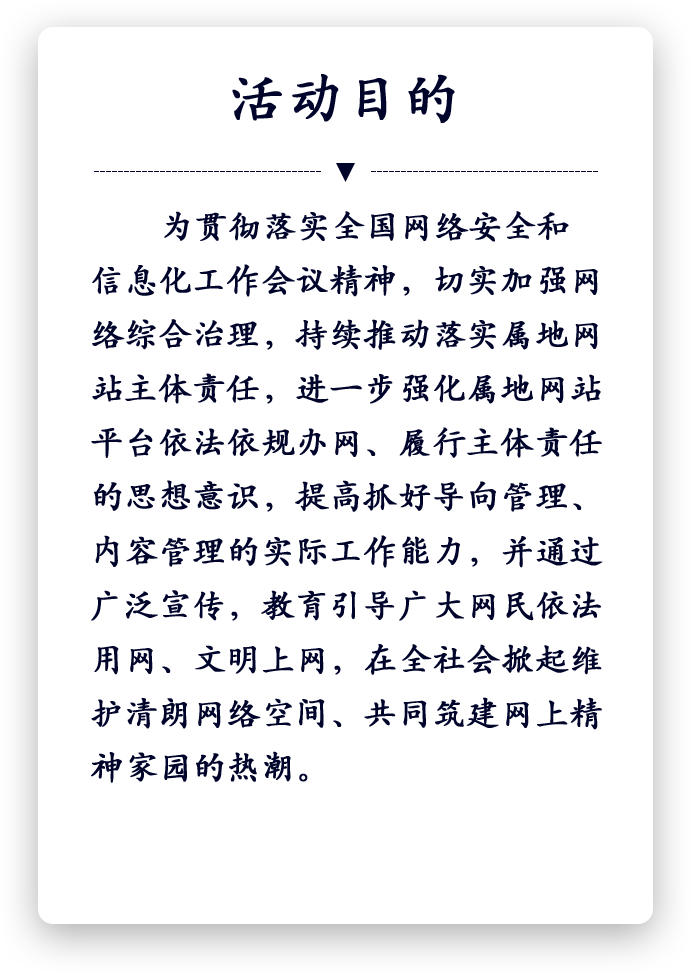 活动目的
为贯彻落实全国网络安全和
信息化工作会议精神，切实加强网
络综合治理，持续推动落实属地网
站主体责任，进一步强化属地网站
平台依法依规办网、履行主体责任
的思想意识，提高抓好导向管理、
内容管理的实际工作能力，并通过
广泛宣传，教育引导广大网民依法
用网、文明上网，在全社会掀起维
护清朗网络空间、共同筑建网上精
神家园的热潮。